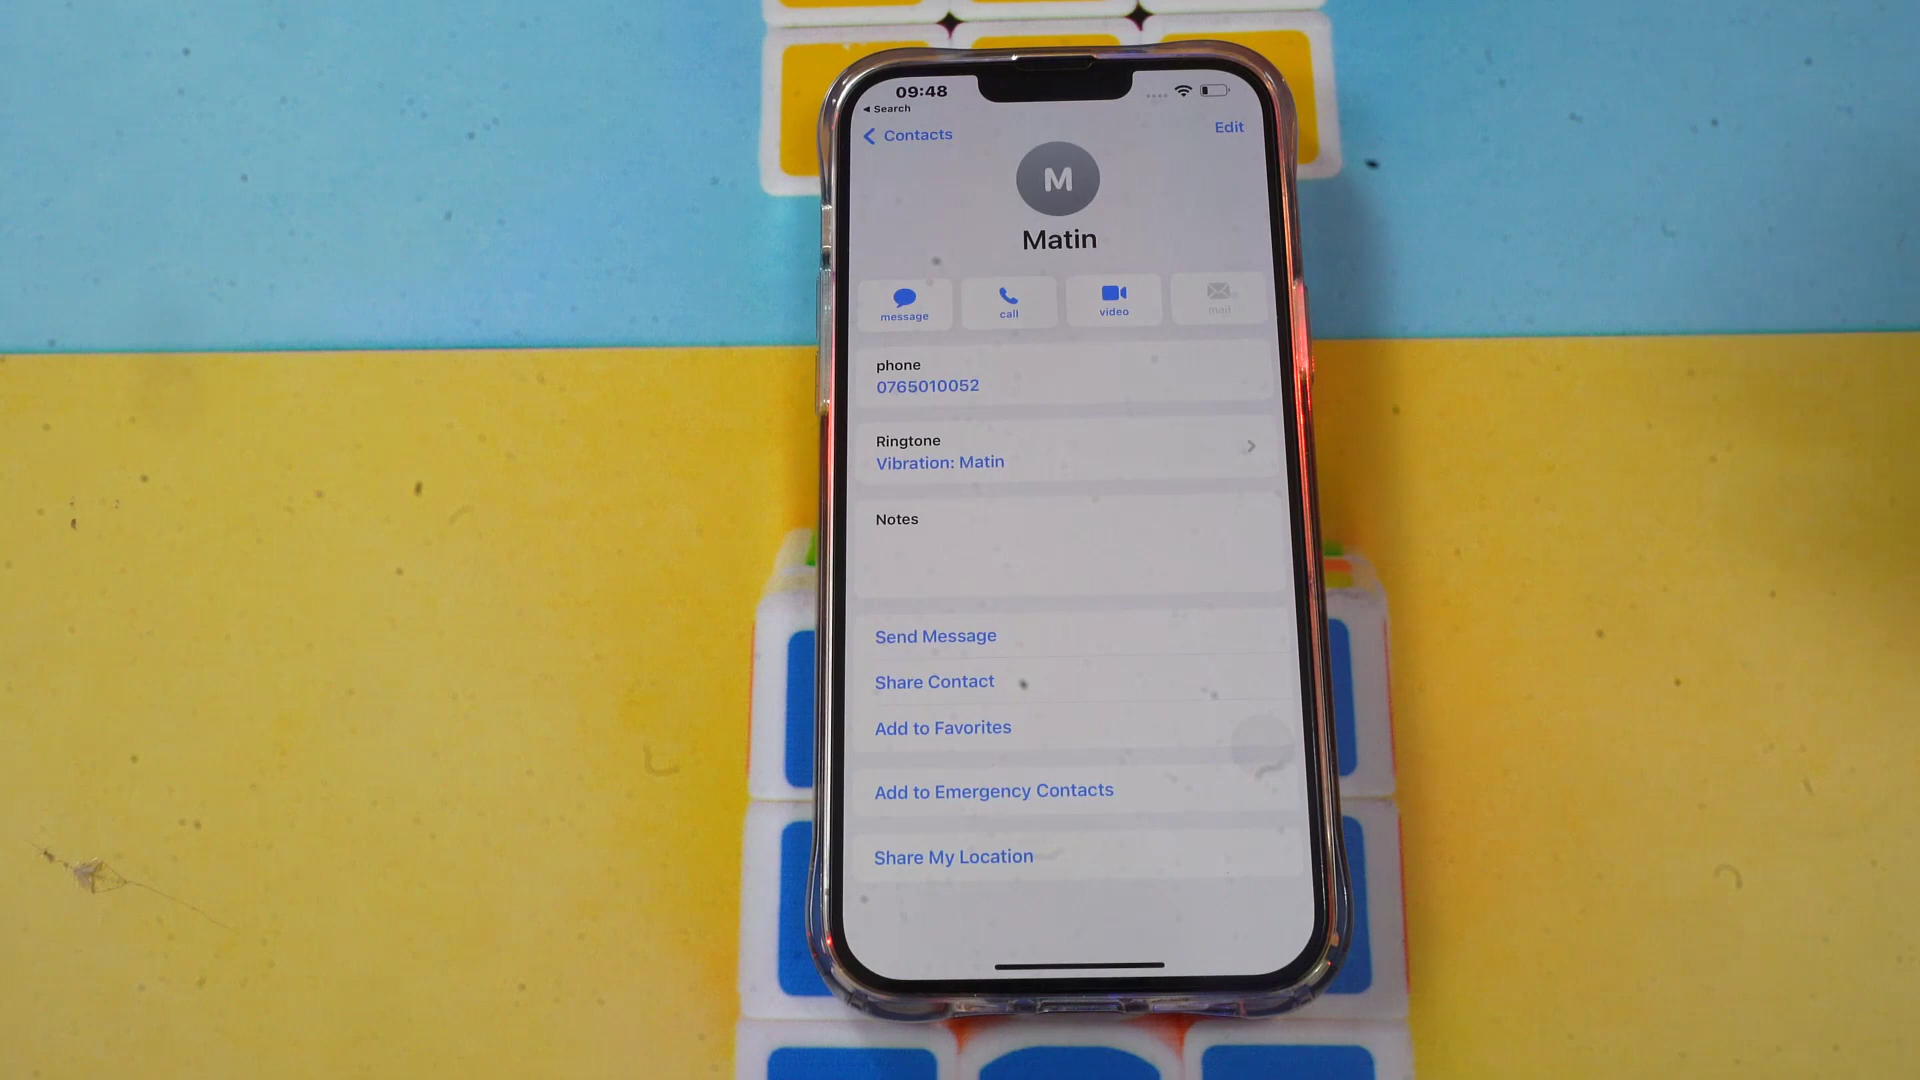 09:48
◀ Search
Contacts
Edit
M
Matin
message
call
video
mail
phone
0765010052
Ringtone
Vibration: Matin
Notes
Send Message
Share Contact
Add to Favorites
Add to Emergency Contacts
Share My Location